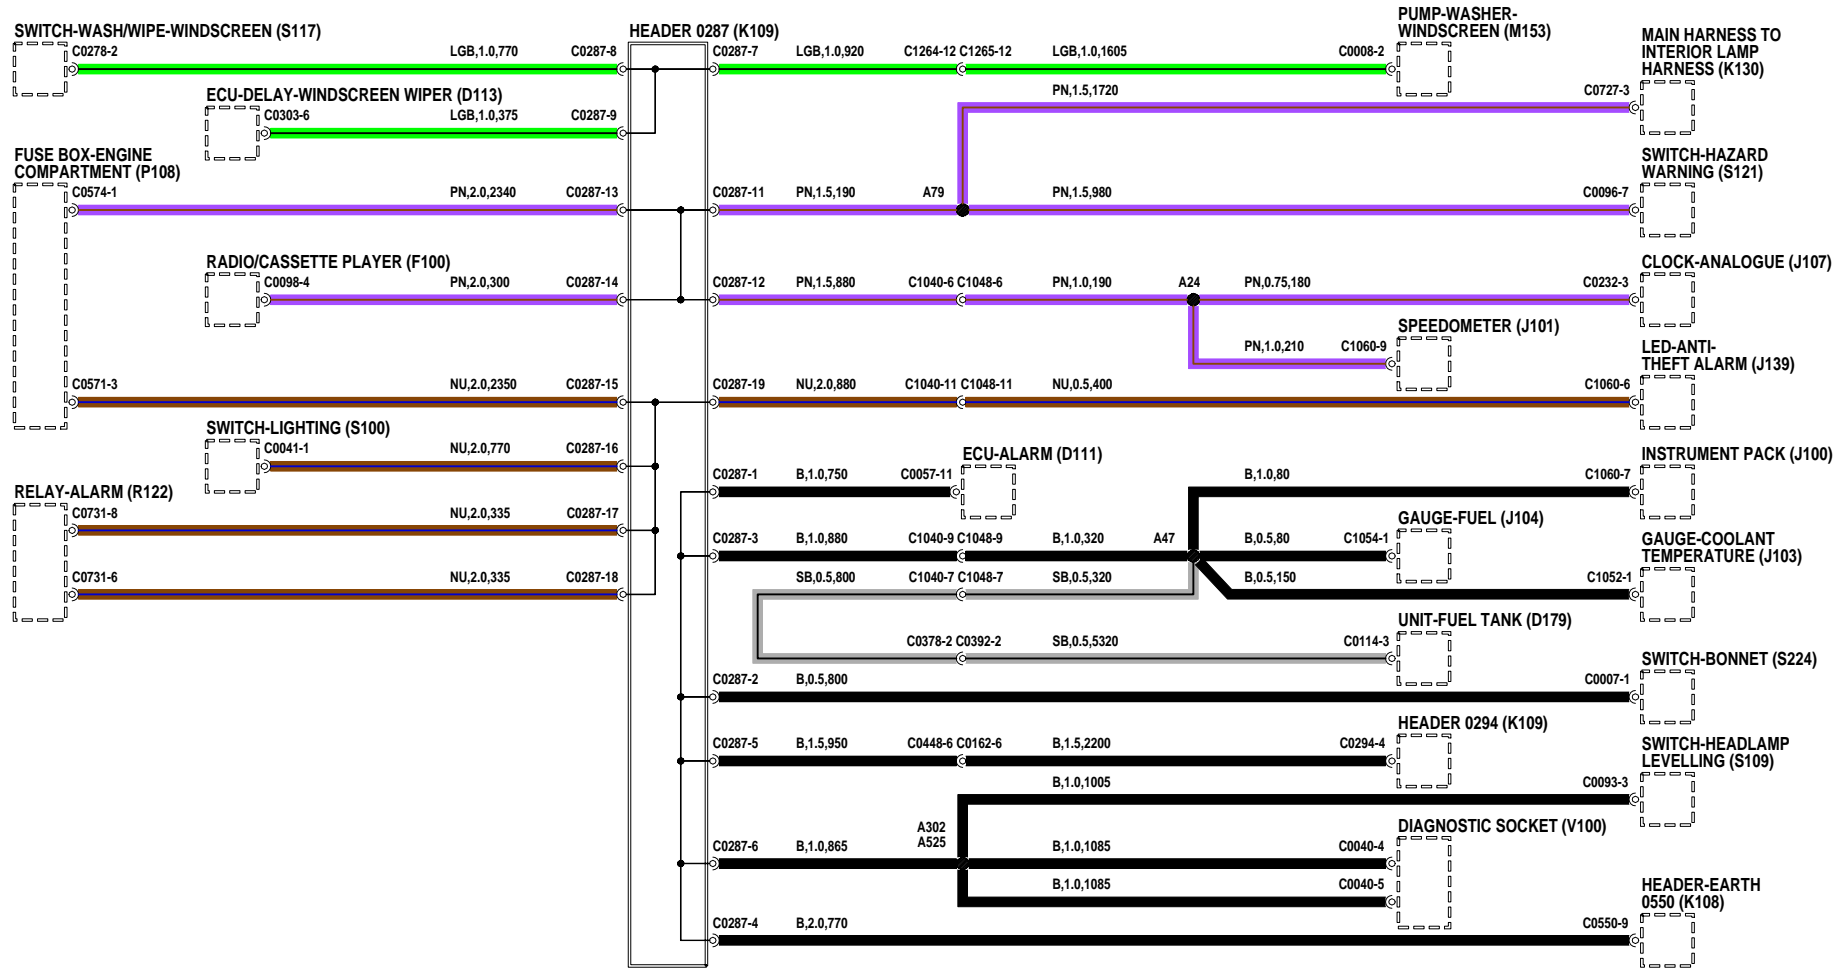 SWITCH-WASH/WIPE-WINDSCREEN (S117)
HEADER 0287 (K109)
PUMP-WASHER-
WINDSCREEN (M153)
MAIN HARNESS TO
INTERIOR LAMP
HARNESS (K130)
C0278-2 LGB,1.0,770 C0287-8 C0287-7 LGB,1.0,920 C1264-12 C1265-12 LGB,1.0,1605 C0008-2
ECU-DELAY-WINDSCREEN WIPER (D113)
PN,1.5,1720 C0727-3
C0303-6 LGB,1.0,375 C0287-9
FUSE BOX-ENGINE
COMPARTMENT (P108)
SWITCH-HAZARD
WARNING (S121)
C0574-1 PN,2.0,2340 C0287-13 C0287-11 PN,1.5,190 A79 PN,1.5,980 C0096-7
RADIO/CASSETTE PLAYER (F100)
CLOCK-ANALOGUE (J107)
C0098-4 PN,2.0,300 C0287-14 C0287-12 PN,1.5,880 C1040-6 C1048-6 PN,1.0,190 A24 PN,0.75,180 C0232-3
SPEEDOMETER (J101)
PN,1.0,210 C1060-9
LED-ANTI-
THEFT ALARM (J139)
C0571-3 NU,2.0,2350 C0287-15 C0287-19 NU,2.0,880 C1040-11 C1048-11 NU,0.5,400 C1060-6
SWITCH-LIGHTING (S100)
C0041-1 NU,2.0,770 C0287-16
ECU-ALARM (D111)
INSTRUMENT PACK (J100)
C0287-1 B,1.0,750 C0057-11 B,1.0,80 C1060-7
RELAY-ALARM (R122)
C0731-8 NU,2.0,335 C0287-17
GAUGE-FUEL (J104)
GAUGE-COOLANT
TEMPERATURE (J103)
C0287-3 B,1.0,880 C1040-9 C1048-9 B,1.0,320 A47 B,0.5,80 C1054-1
C0731-6 NU,2.0,335 C0287-18 SB,0.5,800 C1040-7 C1048-7 SB,0.5,320 B,0.5,150 C1052-1
UNIT-FUEL TANK (D179)
C0378-2 C0392-2 SB,0.5,5320 C0114-3
SWITCH-BONNET (S224)
C0287-2 B,0.5,800 C0007-1
HEADER 0294 (K109)
SWITCH-HEADLAMP
LEVELLING (S109)
C0287-5 B,1.5,950 C0448-6 C0162-6 B,1.5,2200 C0294-4
B,1.0,1005 C0093-3
A302
A525
DIAGNOSTIC SOCKET (V100)
C0287-6 B,1.0,865 B,1.0,1085 C0040-4
B,1.0,1085 C0040-5
HEADER-EARTH
0550 (K108)
C0287-4 B,2.0,770 C0550-9